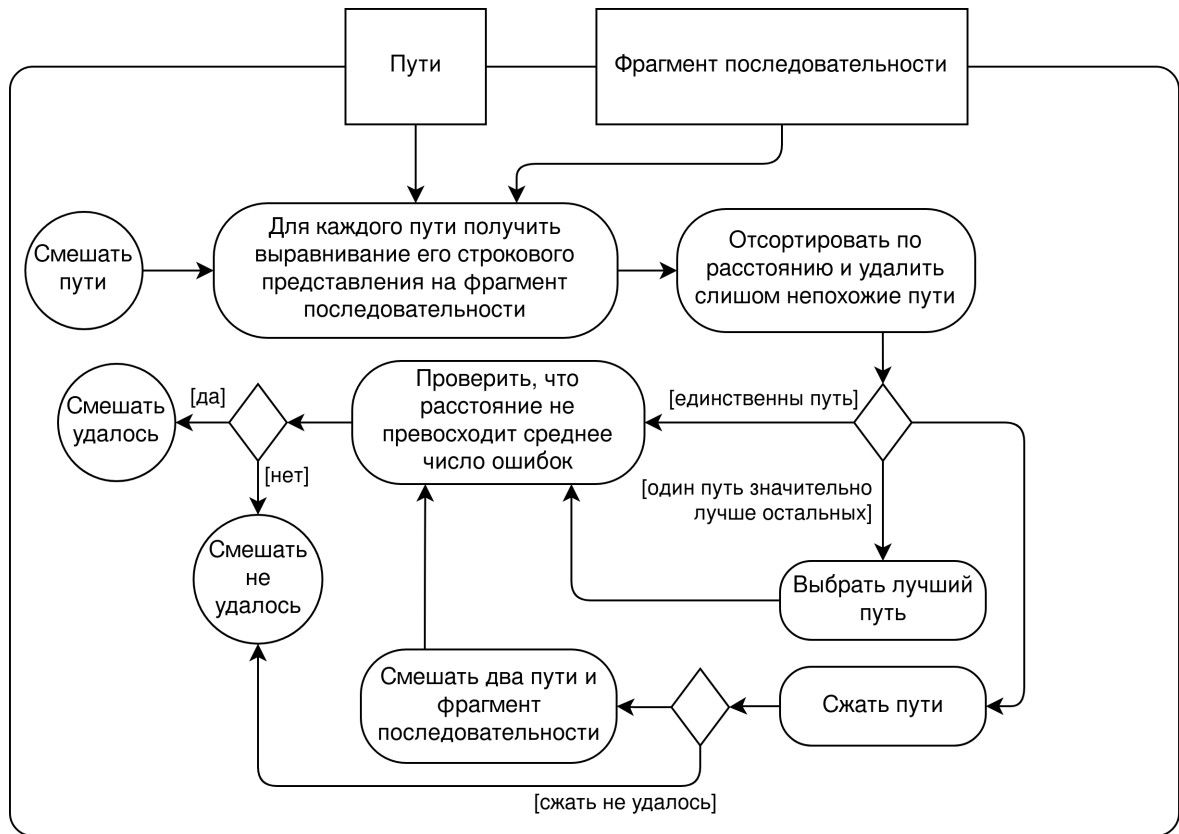 Пути
Фрагмент последовательности
Смешать
пути
Для каждого пути получить
выравнивание его строкового
представления на фрагмент
последовательности
Отсортировать по
расстоянию и удалить
слишом непохожие пути
[единственны путь]
Проверить, что
расстояние не
превосходит среднее
число ошибок
[да]
Смешать
удалось
[нет]
Смешать
не
удалось
[один путь значительно
лучше остальных]
Выбрать лучший
путь
Сжать пути
Смешать два пути и
фрагмент
последовательности
[сжать не удалось]